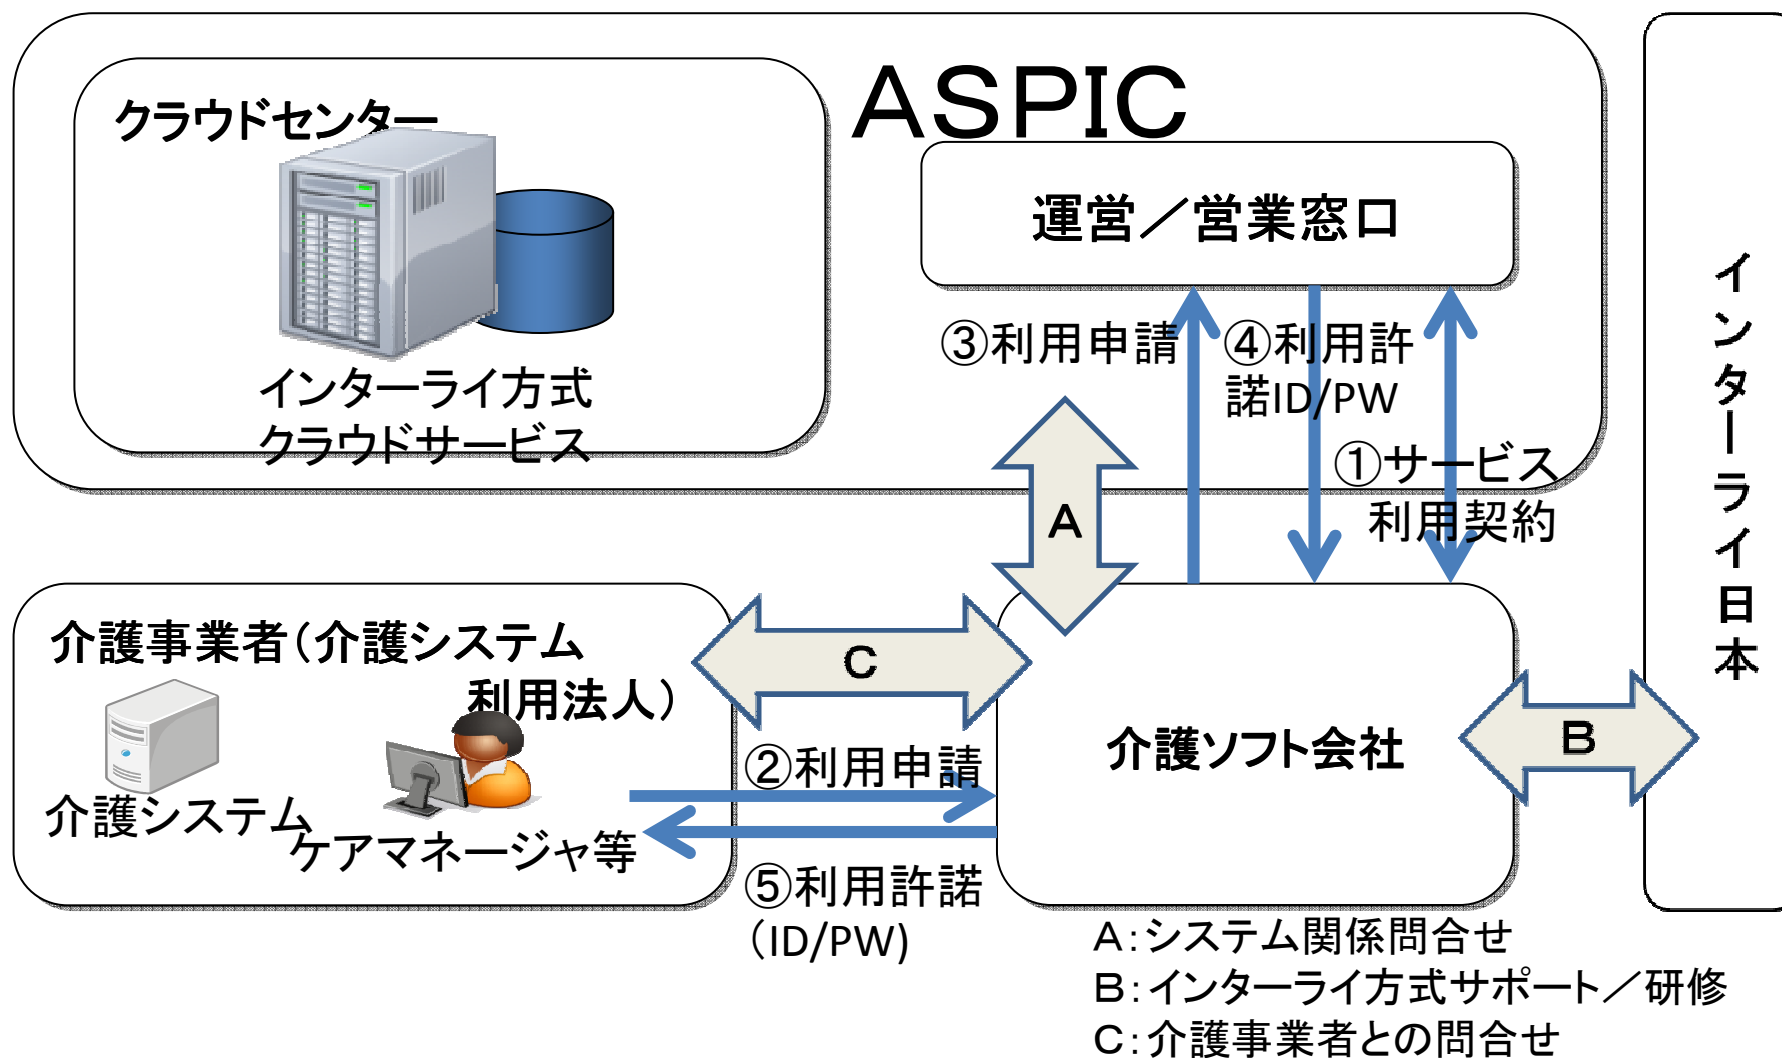 ASPIC
クラウドセンター
インターライ方式
クラウドサービス
運営／営業窓口
③利用申請
④利用許
諾ID/PW
①サービス
利用契約
インターライ日本
A
介護事業者（介護システム
利用法人）
介護システム
ケアマネージャ等
C
②利用申請
⑤利用許諾
（ID/PW)
介護ソフト会社
B
A：システム関係問合せ
B：インターライ方式サポート／研修
C：介護事業者との問合せ